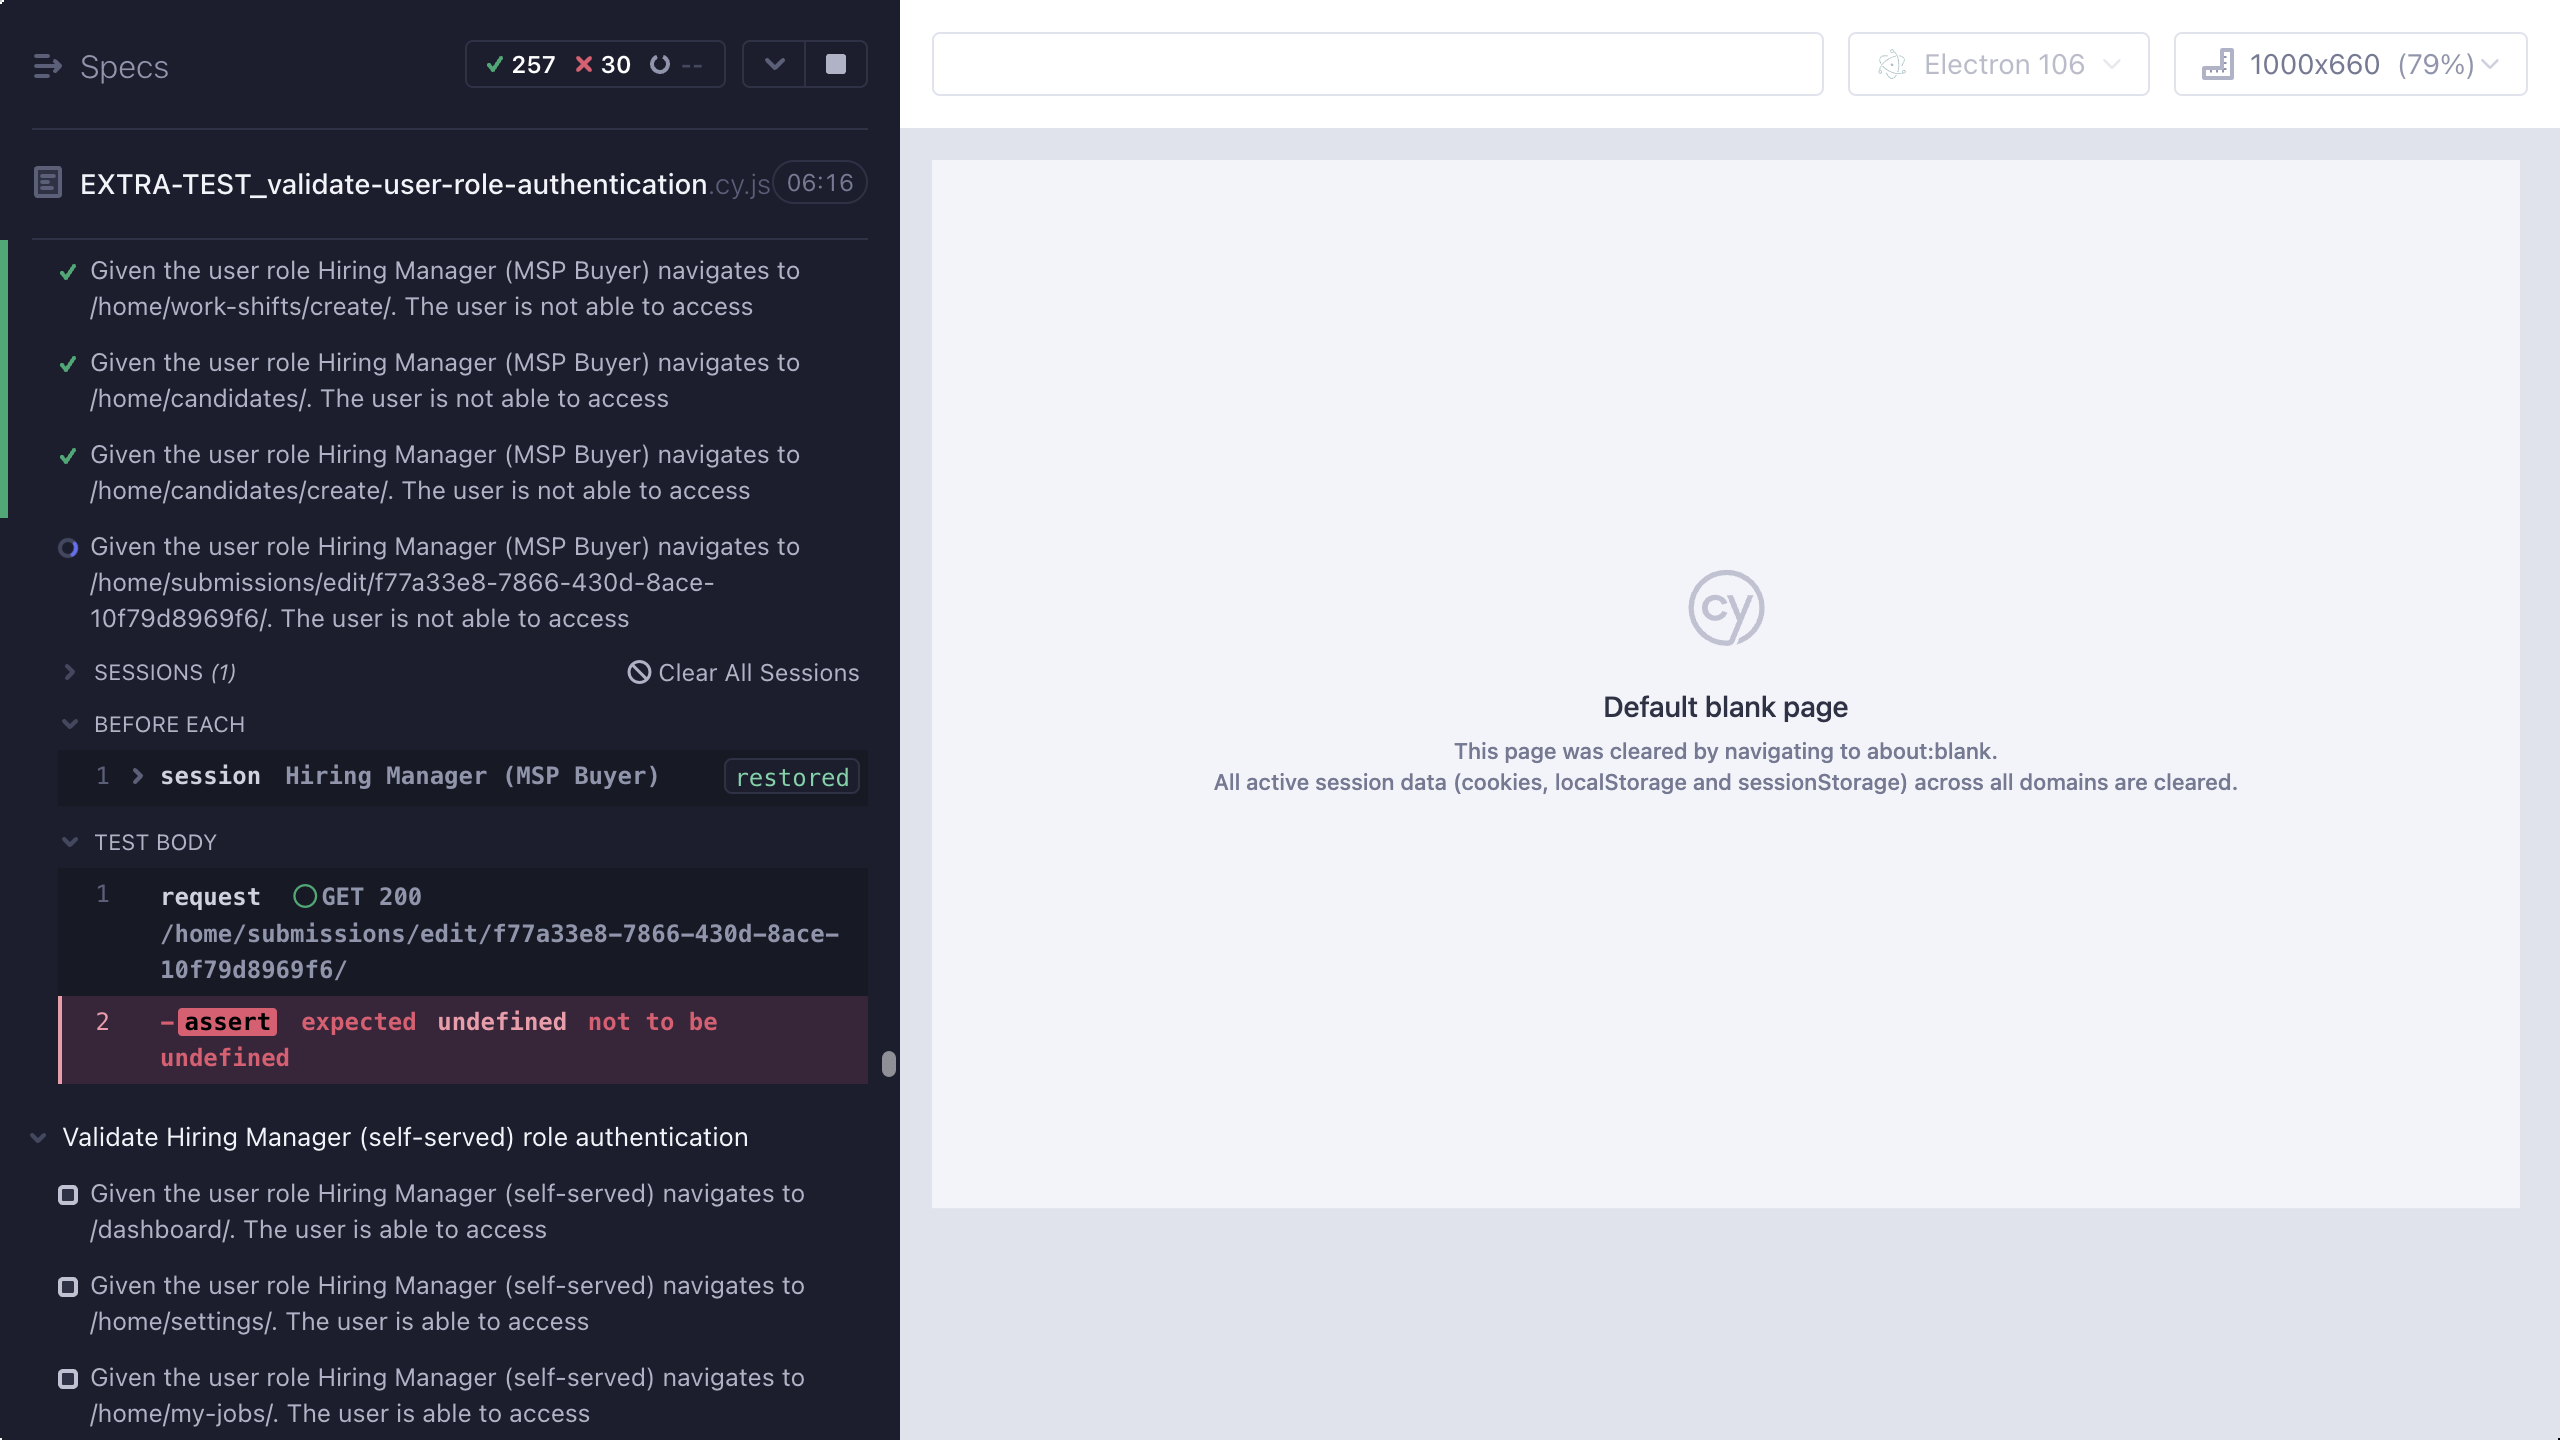 Specs
257 30 --
EXTRA-TEST_validate-user-role-authentication.cy.js 06:16
Given the user role Hiring Manager (MSP Buyer) navigates to
/home/work-shifts/create/. The user is not able to access
Given the user role Hiring Manager (MSP Buyer) navigates to
/home/candidates/. The user is not able to access
Given the user role Hiring Manager (MSP Buyer) navigates to
/home/candidates/create/. The user is not able to access
Given the user role Hiring Manager (MSP Buyer) navigates to
/home/submissions/edit/f77a33e8-7866-430d-8ace-
10f79d8969f6/. The user is not able to access
SESSIONS (1) Clear All Sessions
BEFORE EACH
1 session Hiring Manager (MSP Buyer) restored
TEST BODY
1 request GET 200
/home/submissions/edit/f77a33e8-7866-430d-8ace-
10f79d8969f6/
2 -assert expected undefined not to be
undefined
Validate Hiring Manager (self-served) role authentication
Given the user role Hiring Manager (self-served) navigates to
/dashboard/. The user is able to access
Given the user role Hiring Manager (self-served) navigates to
/home/settings/. The user is able to access
Given the user role Hiring Manager (self-served) navigates to
/home/my-jobs/. The user is able to access
Electron 106
1000x660 (79%)
cy
Default blank page
This page was cleared by navigating to about:blank.
All active session data (cookies, localStorage and sessionStorage) across all domains are cleared.